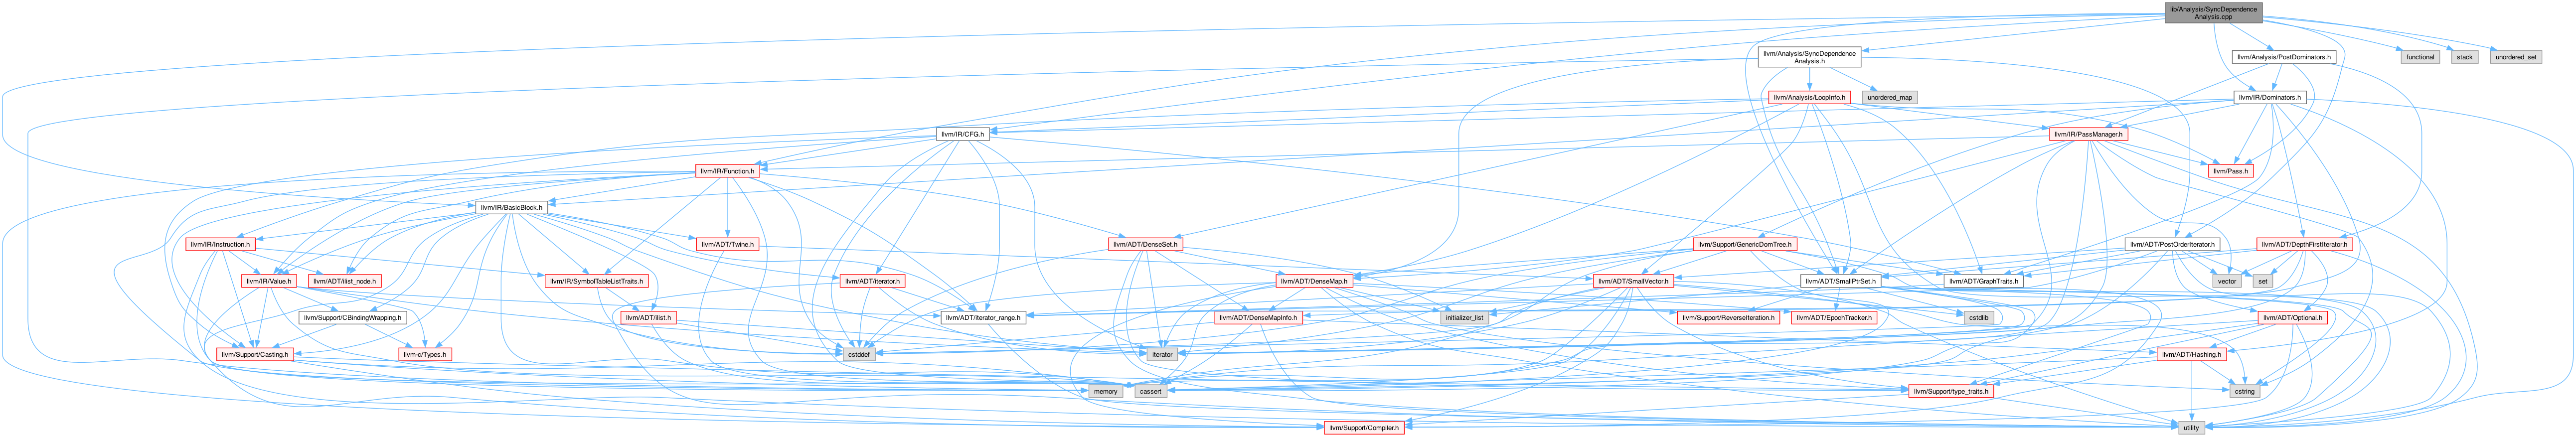 lib/Analysis/SyncDependence
Analysis.cpp
llvm/Analysis/SyncDependence
Analysis.h
llvm/Analysis/PostDominators.h
functional
stack
unordered_set
llvm/Analysis/LoopInfo.h
unordered_map
llvm/IR/Dominators.h
llvm/IR/CFG.h
llvm/IR/PassManager.h
llvm/IR/Function.h
llvm/Pass.h
llvm/IR/BasicBlock.h
llvm/IR/Instruction.h
llvm/ADT/Twine.h
llvm/ADT/DenseSet.h
llvm/Support/GenericDomTree.h
llvm/ADT/PostOrderIterator.h
llvm/ADT/DepthFirstIterator.h
llvm/IR/Value.h
llvm/ADT/ilist_node.h
llvm/IR/SymbolTableListTraits.h
llvm/ADT/iterator.h
llvm/ADT/DenseMap.h
llvm/ADT/SmallVector.h
llvm/ADT/SmallPtrSet.h
llvm/ADT/GraphTraits.h
vector
set
llvm/Support/CBindingWrapping.h
llvm/ADT/ilist.h
llvm/ADT/iterator_range.h
llvm/ADT/DenseMapInfo.h
initializer_list
llvm/Support/ReverseIteration.h
llvm/ADT/EpochTracker.h
cstdlib
llvm/ADT/Optional.h
llvm/Support/Casting.h
llvm-c/Types.h
cstddef
iterator
llvm/ADT/Hashing.h
memory
cassert
llvm/Support/type_traits.h
cstring
llvm/Support/Compiler.h
utility